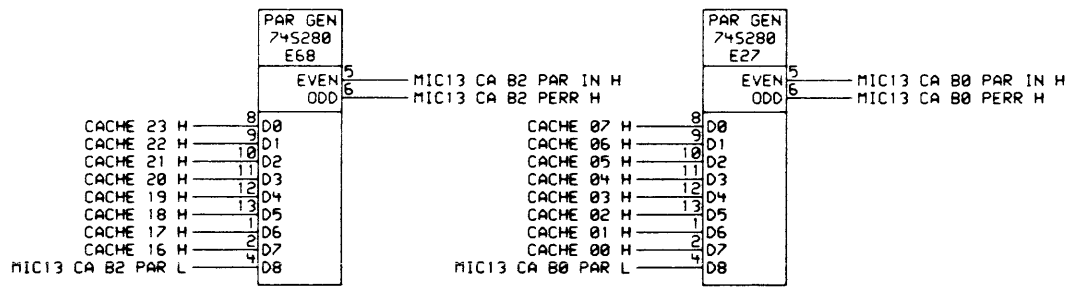 PAR GEN
74S280
E68
EVEN 5 MIC13 CA B2 PAR IN H
ODD 6 MIC13 CA B2 PERR H
CACHE 23 H 8 D0
CACHE 22 H 9 D1
CACHE 21 H 10 D2
CACHE 20 H 11 D3
CACHE 19 H 12 D4
CACHE 18 H 13 D5
CACHE 17 H 1 D6
CACHE 16 H 2 D7
MIC13 CA B2 PAR L 4 D8
PAR GEN
74S280
E27
EVEN 5 MIC13 CA B0 PAR IN H
ODD 6 MIC13 CA B0 PERR H
CACHE 07 H 8 D0
CACHE 06 H 9 D1
CACHE 05 H 10 D2
CACHE 04 H 11 D3
CACHE 03 H 12 D4
CACHE 02 H 13 D5
CACHE 01 H 1 D6
CACHE 00 H 2 D7
MIC13 CA B0 PAR L 4 D8